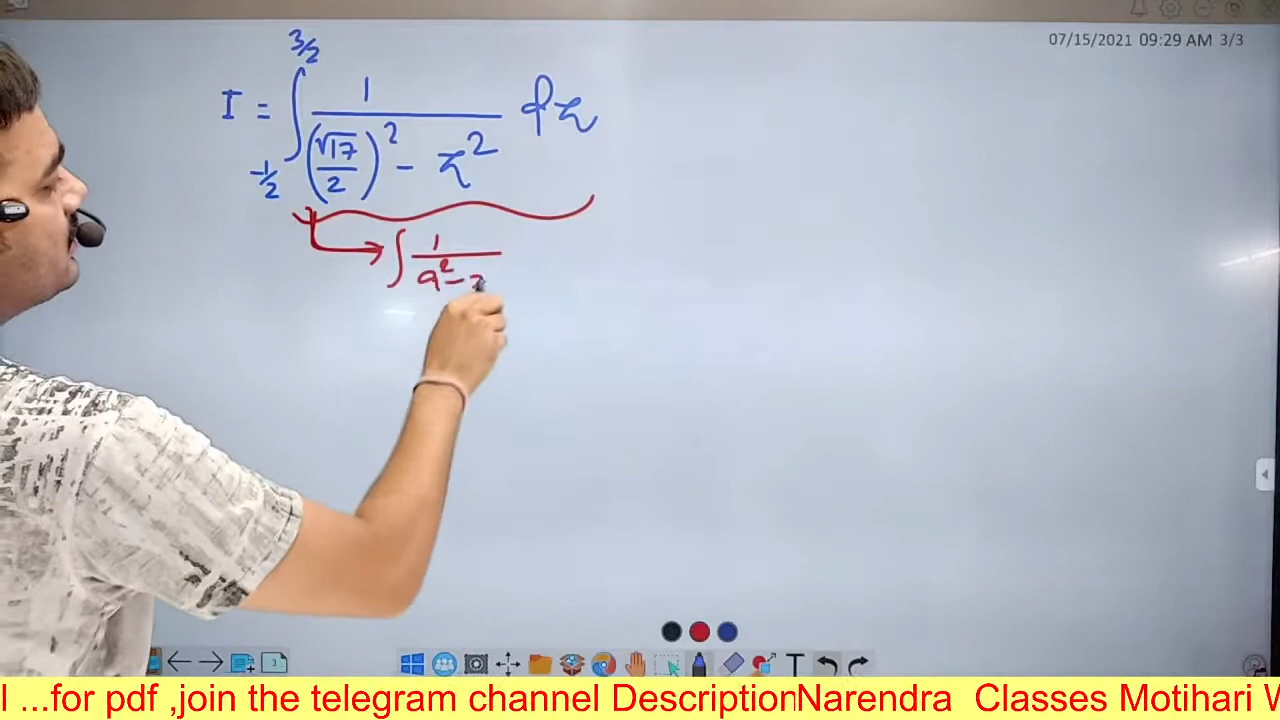 07/15/2021 09:29 AM 3/3
I = ∫_{-1/2}^{3/2} 1/((√17/2)² - z²) dz
∫ 1/(a² -
3
T
l ...for pdf ,join the telegram channel DescriptionNarendra Classes Motihari